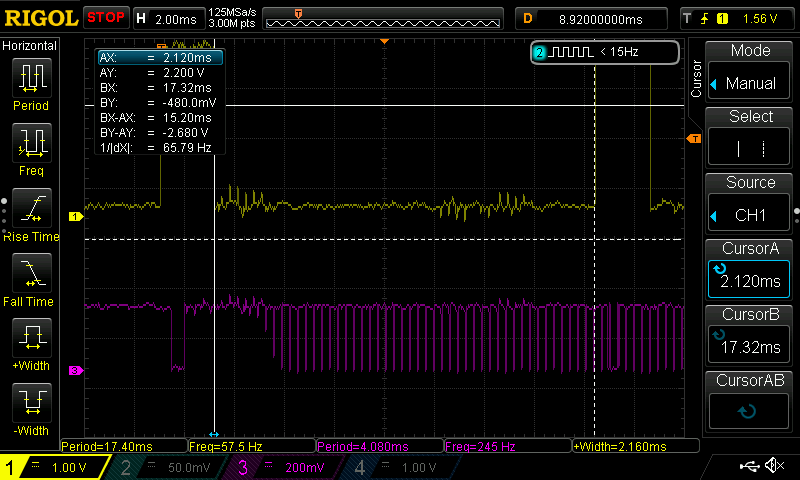 RIGOL STOP H 2.00ms 125MSa/s 3.00M pts D 8.92000000ms T 1 1.56 V
Horizontal
Period
Freq
Rise Time
Fall Time
+Width
-Width
AX: = 2.120ms
AY: = 2.200 V
BX: = 17.32ms
BY: = -480.0mV
BX-AX: = 15.20ms
BY-AY: = -2.680 V
1/|dX|: = 65.79 Hz
2 < 15Hz
T
T
1
3
Cursor
Mode
Manual
Select
Source
CH1
CursorA
2.120ms
CursorB
17.32ms
CursorAB
Period=17.40ms Freq=57.5 Hz Period=4.080ms Freq=245 Hz +Width=2.160ms
1 = 1.00 V 2 = 50.0mV 3 = 200mV 4 = 1.00 V